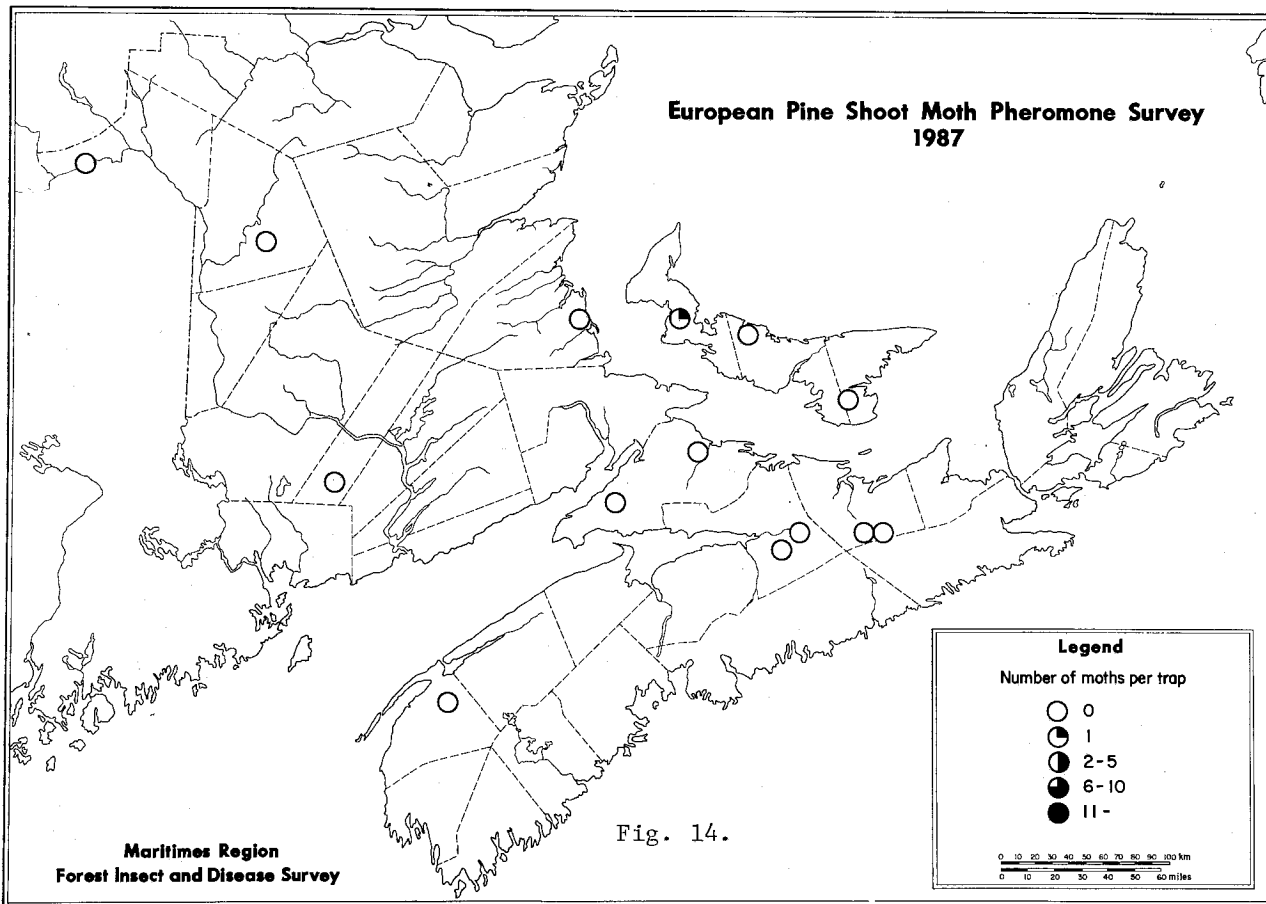 European Pine Shoot Moth Pheromone Survey
1987
Legend
Number of moths per trap
0
1
2-5
6-10
11-
0 10 20 30 40 50 60 70 80 90 100 km
0 10 20 30 40 50 60 miles
Fig. 14.
Maritimes Region
Forest Insect and Disease Survey